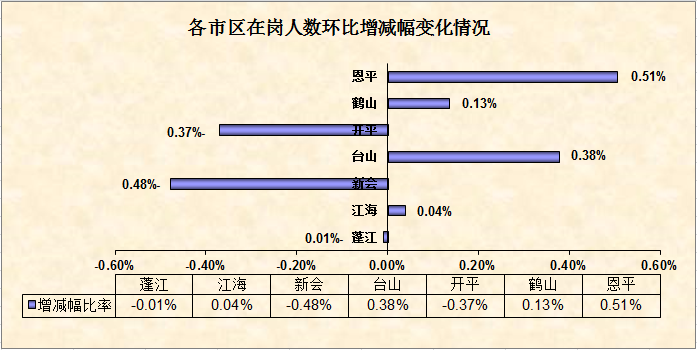 各市区在岗人数环比增减幅变化情况
恩平 0.51%
鹤山 0.13%
0.37%- 开平
台山 0.38%
0.48%- 新会
江海 0.04%
0.01%- 蓬江
-0.60% -0.40% -0.20% 0.00% 0.20% 0.40% 0.60%
蓬江 江海 新会 台山 开平 鹤山 恩平
增减幅比率 -0.01% 0.04% -0.48% 0.38% -0.37% 0.13% 0.51%